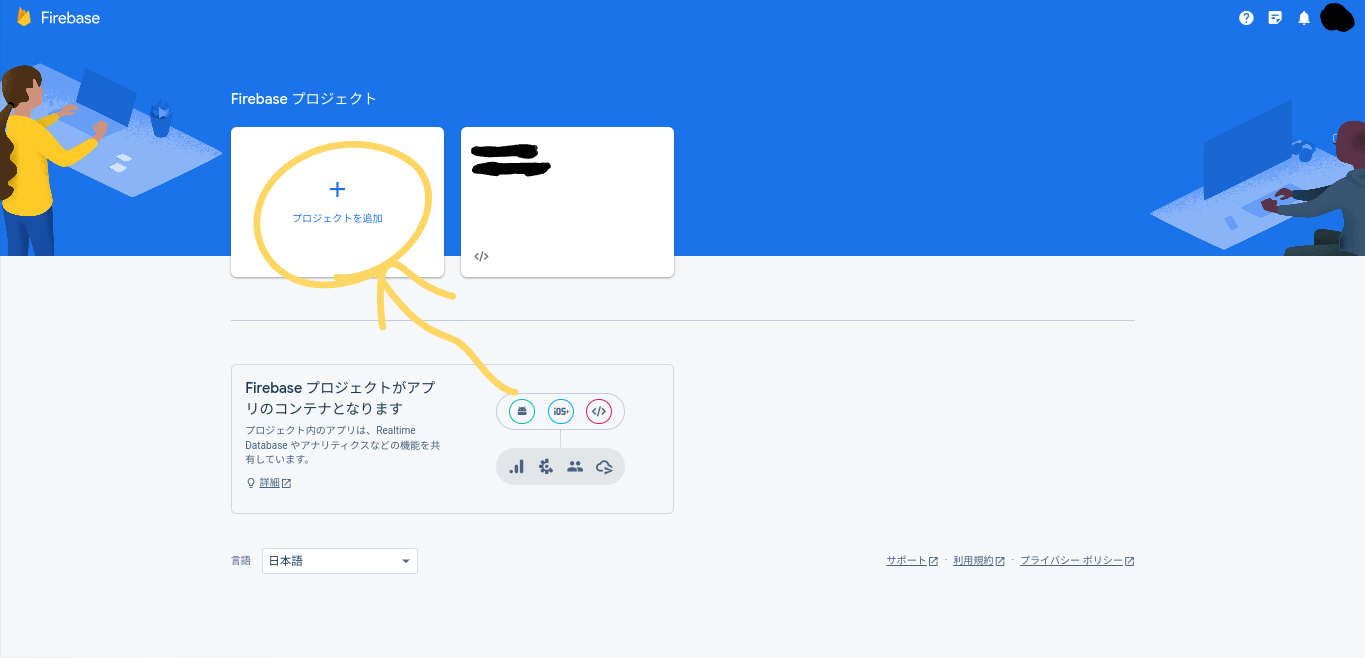 Firebase
Firebase プロジェクト
プロジェクトを追加
Firebase プロジェクトがアプ
リのコンテナとなります
プロジェクト内のアプリは、Realtime
Database やアナリティクスなどの機能を共
有しています。
詳細
iOS+
言語 日本語
サポート · 利用規約 · プライバシー ポリシー